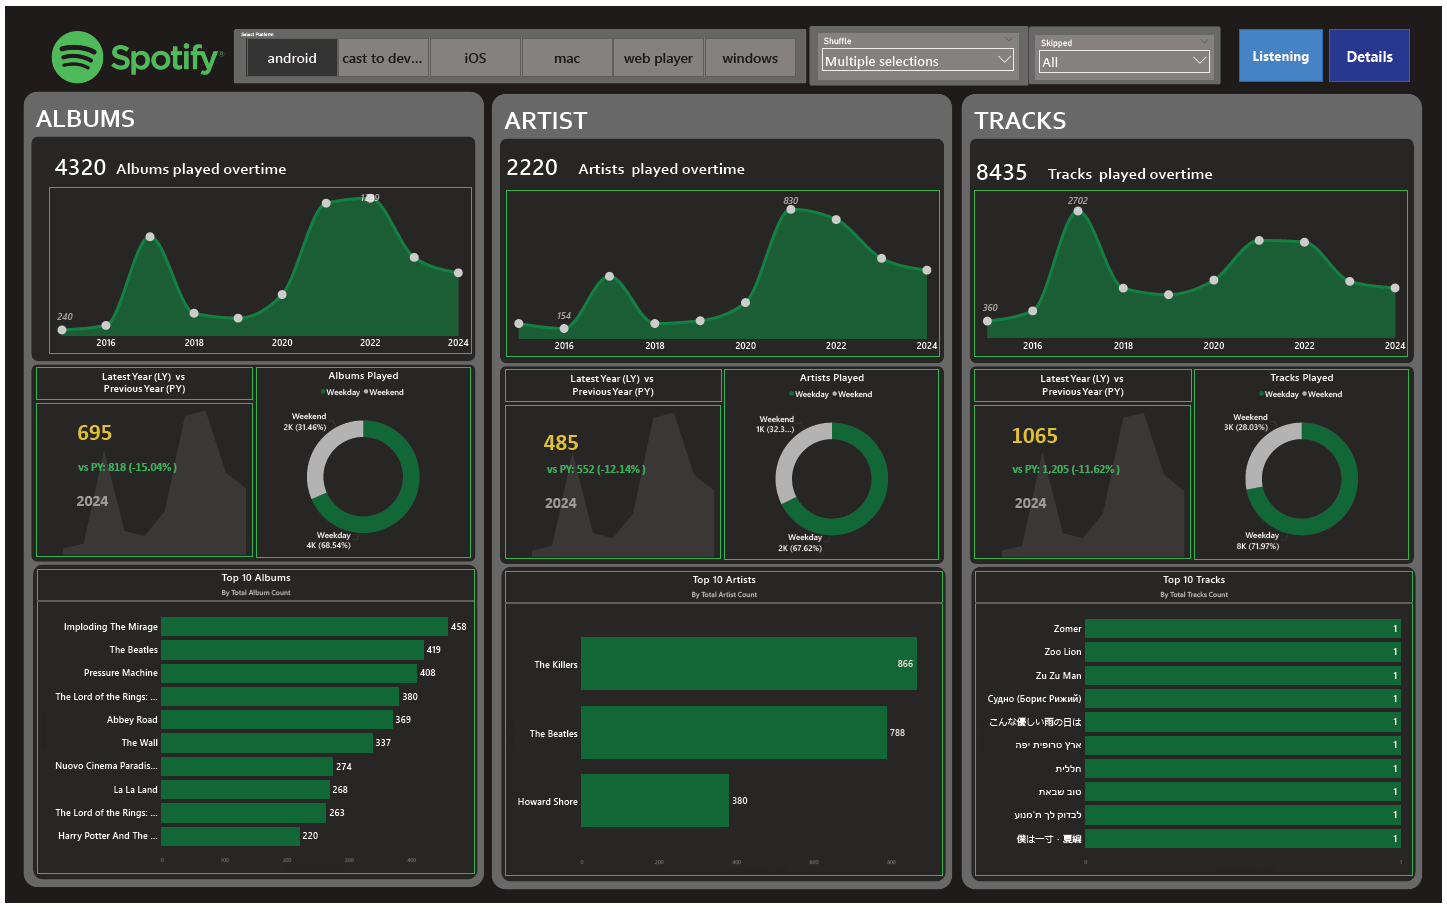 Spotify
Select Platform
android
cast to dev...
iOS
mac
web player
windows
Shuffle
Multiple selections
Skipped
All
Listening
Details
ALBUMS
4320 Albums played overtime
240
2016 2018 2020 2022 2024
Latest Year (LY) vs
Previous Year (PY)
695
vs PY: 818 (-15.04% )
2024
Albums Played
Weekday Weekend
Weekend
2K (31.46%)
Weekday
4K (68.54%)
Top 10 Albums
By Total Album Count
Imploding The Mirage 458
The Beatles 419
Pressure Machine 408
The Lord of the Rings: ... 380
Abbey Road 369
The Wall 337
Nuovo Cinema Paradis... 274
La La Land 268
The Lord of the Rings: ... 263
Harry Potter And The ... 220
0 100 200 300 400
ARTIST
2220 Artists played overtime
830
154
2016 2018 2020 2022 2024
Latest Year (LY) vs
Previous Year (PY)
485
vs PY: 552 (-12.14% )
2024
Artists Played
Weekday Weekend
Weekend
1K (32.3...)
Weekday
2K (67.62%)
Top 10 Artists
By Total Artist Count
The Killers 866
The Beatles 788
Howard Shore 380
0 200 400 600 800
TRACKS
8435 Tracks played overtime
2702
360
2016 2018 2020 2022 2024
Latest Year (LY) vs
Previous Year (PY)
1065
vs PY: 1,205 (-11.62% )
2024
Tracks Played
Weekday Weekend
Weekend
3K (28.03%)
Weekday
8K (71.97%)
Top 10 Tracks
By Total Tracks Count
Zomer 1
Zoo Lion 1
Zu Zu Man 1
Судно (Борис Рижий) 1
こんな優しい雨の日は 1
ארץ טרופית יפה 1
חללית 1
טוב שבאת 1
לבדוק לך ת'מנוע 1
僕は一寸・夏編 1
0 1